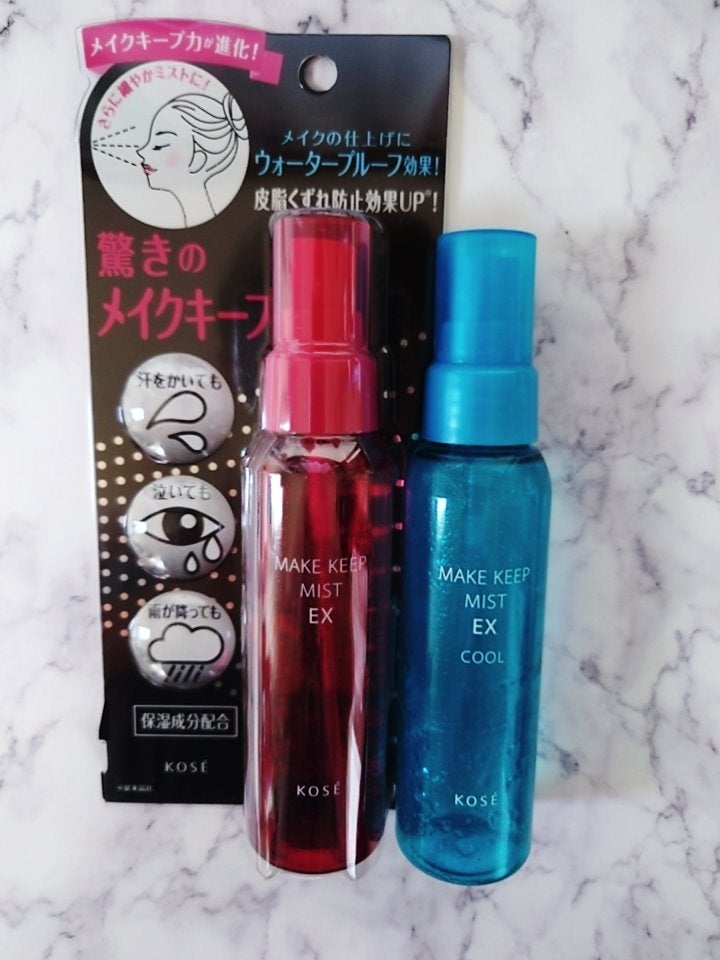 メイクキープ力が進化!
さらに細やかミストに!
メイクの仕上げに
ウォータープルーフ効果!
皮脂くずれ防止効果UP※!
驚きの
メイクキープ
汗をかいても
泣いても
雨が降っても
保湿成分配合
KOSÉ
MAKE KEEP
MIST
EX
KOSÉ
MAKE KEEP
MIST
EX
COOL
KOSÉ